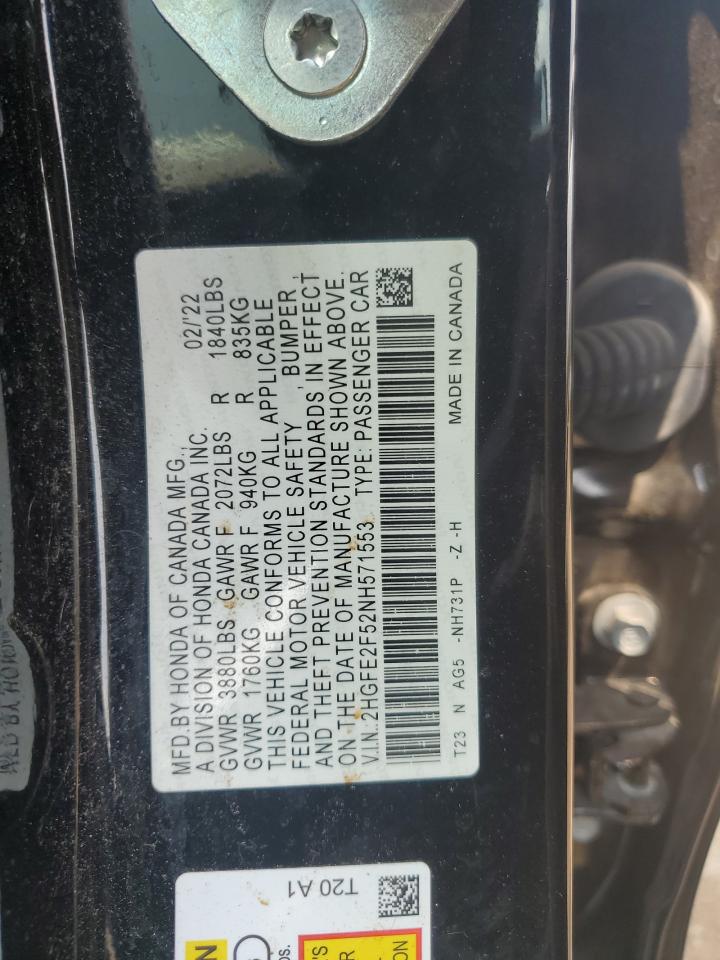 MFD.BY HONDA OF CANADA MFG., 02/'22
A DIVISION OF HONDA CANADA INC.
GVWR 3880LBS GAWR F 2072LBS R 1840LBS
GVWR 1760KG GAWR F 940KG R 835KG
THIS VEHICLE CONFORMS TO ALL APPLICABLE
FEDERAL MOTOR VEHICLE SAFETY, BUMPER,
AND THEFT PREVENTION STANDARDS IN EFFECT
ON THE DATE OF MANUFACTURE SHOWN ABOVE.
V.I.N. 2HGFE2F52NH571553 TYPE: PASSENGER CAR
T23 N AG5 -NH731P -Z -H MADE IN CANADA
T20 A1